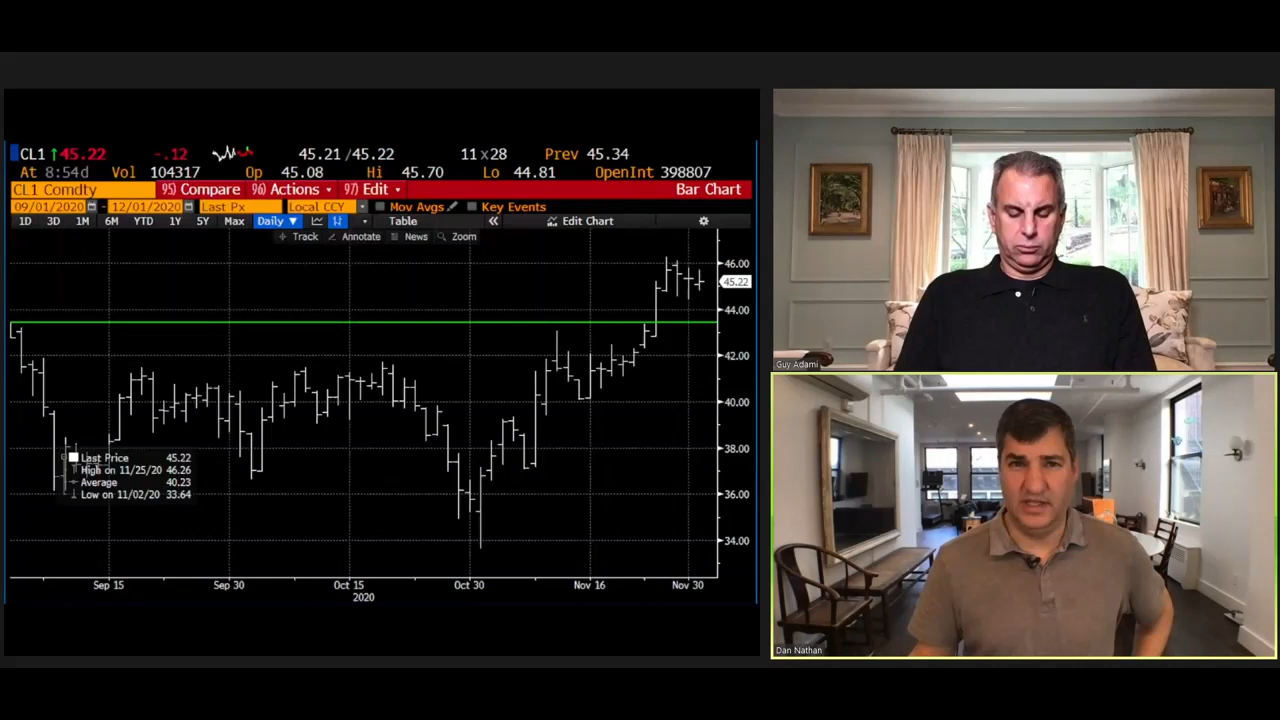 CL1 ↑45.22 -.12 45.21/45.22 11x28 Prev 45.34
At 8:54d Vol 104317 Op 45.08 Hi 45.70 Lo 44.81 OpenInt 398807
CL1 Comdty 95) Compare 96) Actions 97) Edit Bar Chart
09/01/2020 - 12/01/2020 Last Px Local CCY Mov Avgs Key Events
1D 3D 1M 6M YTD 1Y 5Y Max Daily ▼ Table « Edit Chart
Track Annotate News Zoom
46.00
45.22
44.00
42.00
40.00
38.00
36.00
34.00
Last Price 45.22
High on 11/25/20 46.26
Average 40.23
Low on 11/02/20 33.64
Sep 15 Sep 30 Oct 15 Oct 30 Nov 16 Nov 30
2020
Guy Adami
Dan Nathan